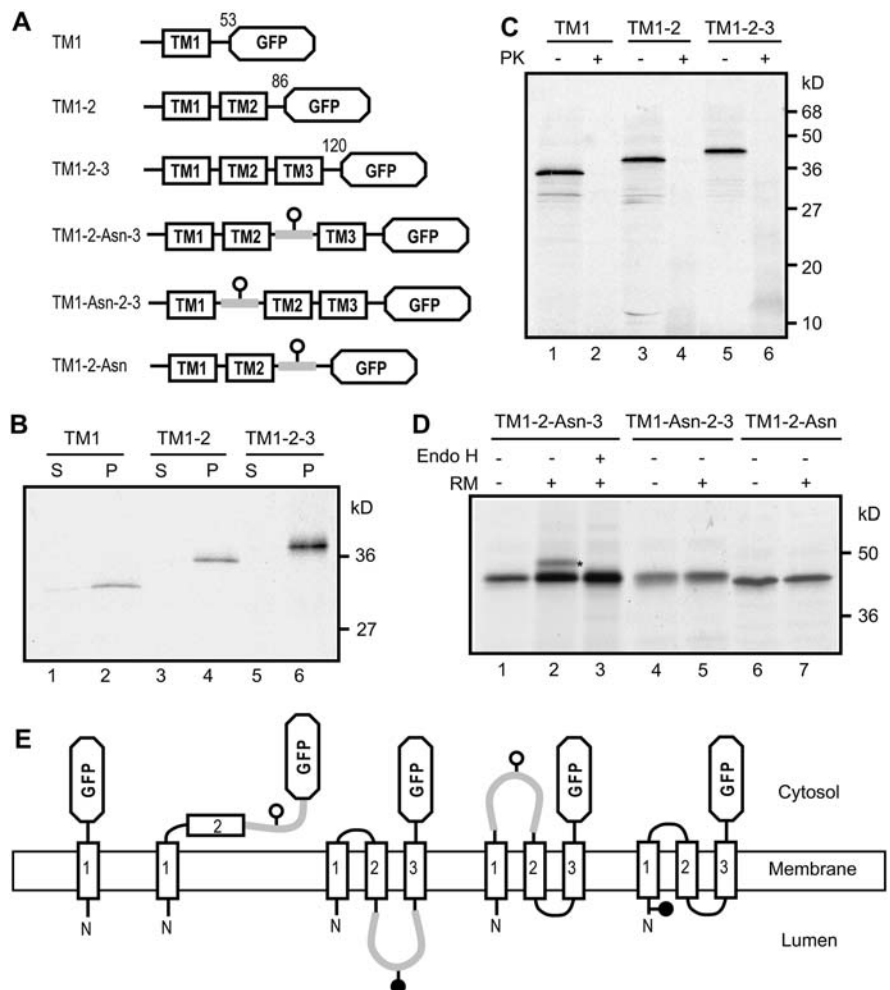 A
TM1 TM1 53 GFP
TM1-2 TM1 TM2 86 GFP
TM1-2-3 TM1 TM2 TM3 120 GFP
TM1-2-Asn-3 TM1 TM2 TM3 GFP
TM1-Asn-2-3 TM1 TM2 TM3 GFP
TM1-2-Asn TM1 TM2 GFP
B
TM1 TM1-2 TM1-2-3
S P S P S P
kD
36
27
1 2 3 4 5 6
C
TM1 TM1-2 TM1-2-3
PK - + - + - +
kD
68
50
36
27
20
10
1 2 3 4 5 6
D
TM1-2-Asn-3 TM1-Asn-2-3 TM1-2-Asn
Endo H - - + - - - -
RM - + + - + - +
kD
50
*
36
1 2 3 4 5 6 7
E
GFP GFP GFP GFP GFP
Cytosol
2
1 1 1 2 3 1 2 3 1 2 3 Membrane
N N N N N
Lumen